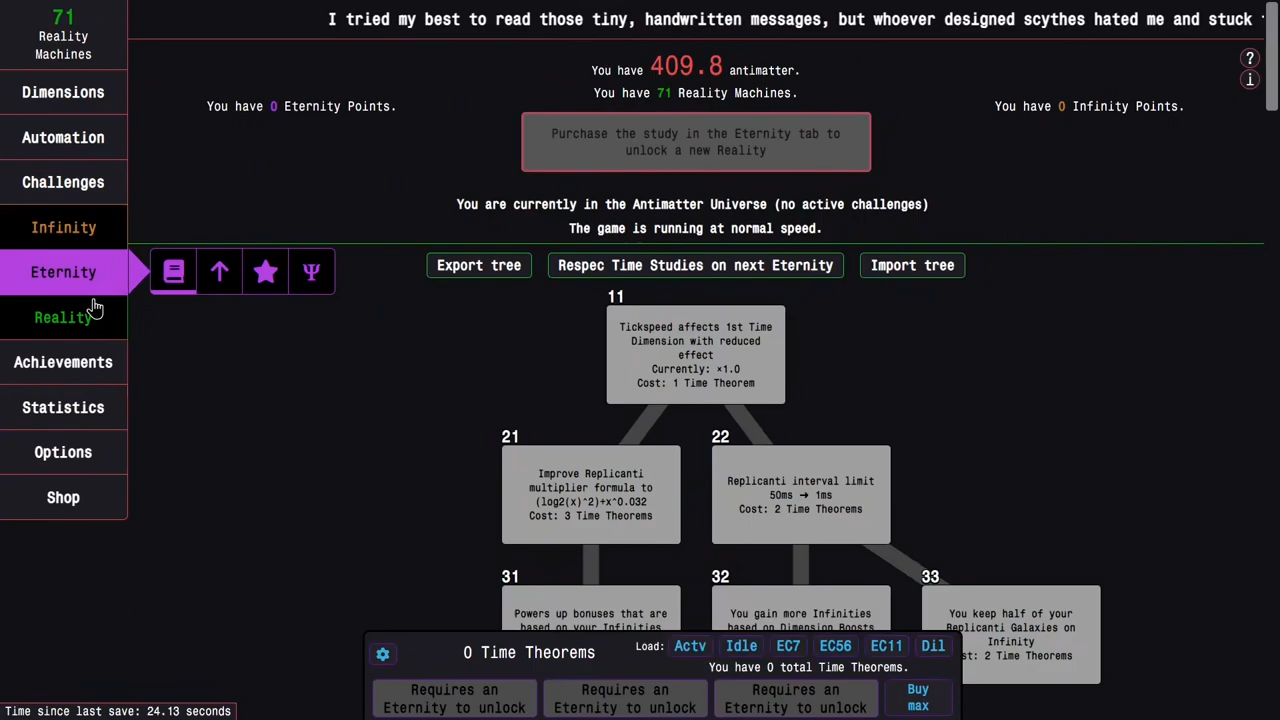 71
Reality
Machines
Dimensions
Automation
Challenges
Infinity
Eternity
Reality
Achievements
Statistics
Options
Shop
I tried my best to read those tiny, handwritten messages, but whoever designed scythes hated me and stuck
You have 409.8 antimatter.
You have 71 Reality Machines.
You have 0 Eternity Points.
You have 0 Infinity Points.
?
i
Purchase the study in the Eternity tab to
unlock a new Reality
You are currently in the Antimatter Universe (no active challenges)
The game is running at normal speed.
Ψ
Export tree
Respec Time Studies on next Eternity
Import tree
11
Tickspeed affects 1st Time
Dimension with reduced
effect
Currently: ×1.0
Cost: 1 Time Theorem
21
Improve Replicanti
multiplier formula to
(log2(x)^2)+x^0.032
Cost: 3 Time Theorems
22
Replicanti interval limit
50ms ➜ 1ms
Cost: 2 Time Theorems
31
Powers up bonuses that are
based on your Infinities
32
You gain more Infinities
based on Dimension Boosts
33
You keep half of your
Replicanti Galaxies on
Infinity
st: 2 Time Theorems
0 Time Theorems
Load: Actv Idle EC7 EC56 EC11 Dil
You have 0 total Time Theorems.
Requires an
Eternity to unlock
Requires an
Eternity to unlock
Requires an
Eternity to unlock
Buy
max
Time since last save: 24.13 seconds